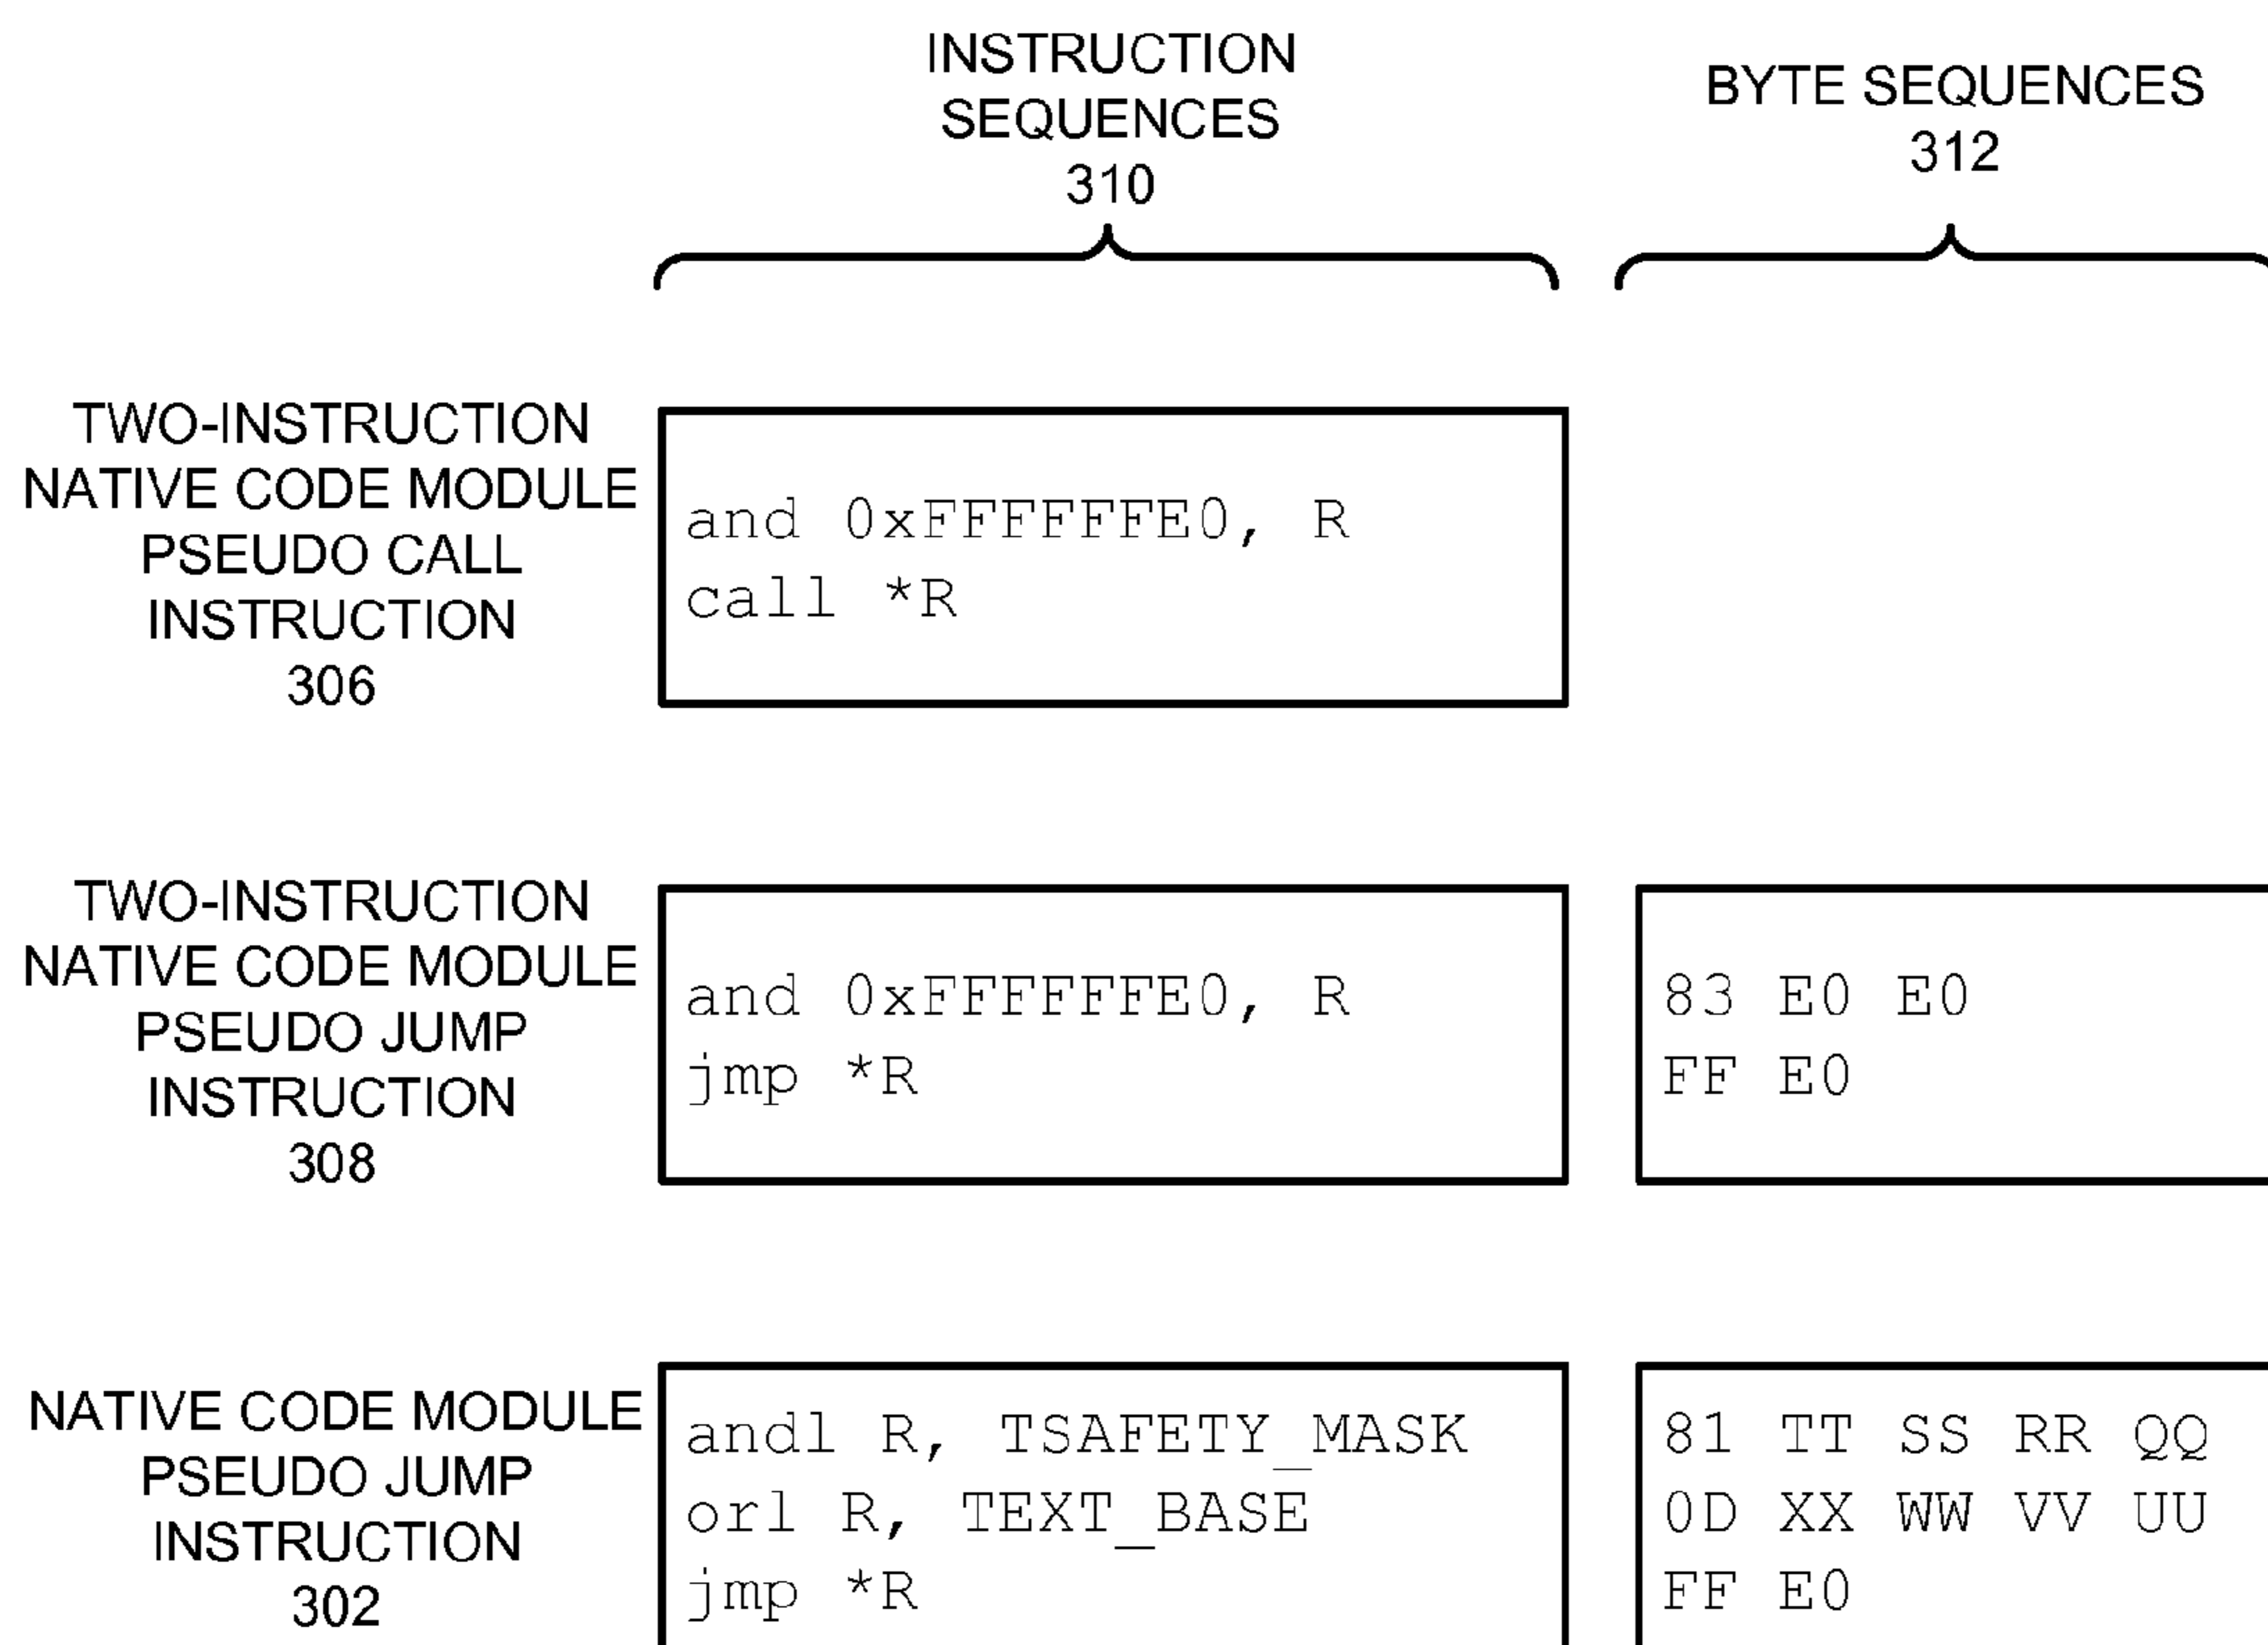 INSTRUCTION
SEQUENCES
310
BYTE SEQUENCES
312
TWO-INSTRUCTION
NATIVE CODE MODULE
PSEUDO CALL
INSTRUCTION
306
and 0xFFFFFFE0, R
call *R
TWO-INSTRUCTION
NATIVE CODE MODULE
PSEUDO JUMP
INSTRUCTION
308
and 0xFFFFFFE0, R
jmp *R
83 E0 E0
FF E0
NATIVE CODE MODULE
PSEUDO JUMP
INSTRUCTION
302
andl R, TSAFETY_MASK
orl R, TEXT_BASE
jmp *R
81 TT SS RR QQ
0D XX WW VV UU
FF E0